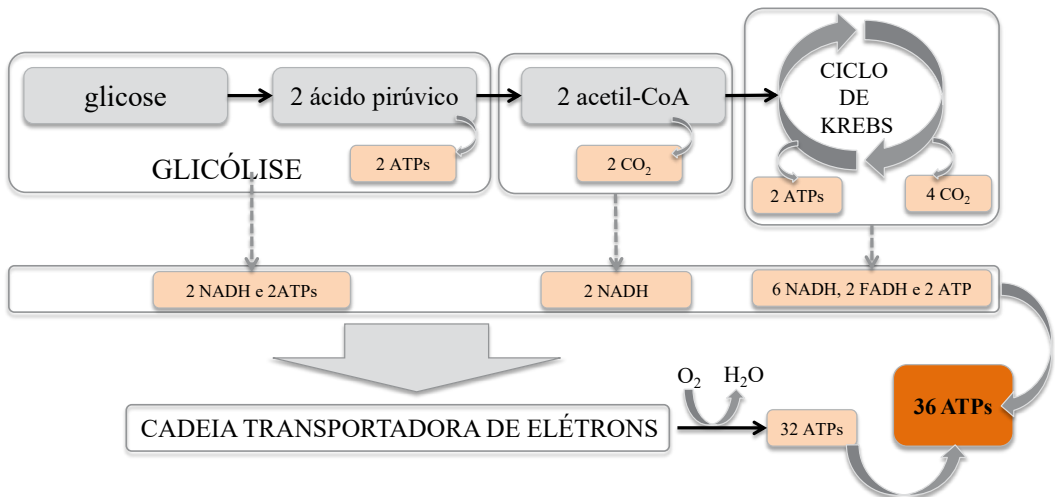 glicose
2 ácido pirúvico
2 acetil-CoA
CICLO
DE
KREBS
GLICÓLISE
2 ATPs
2 CO₂
2 ATPs
4 CO₂
2 NADH e 2ATPs
2 NADH
6 NADH, 2 FADH e 2 ATP
O₂
H₂O
CADEIA TRANSPORTADORA DE ELÉTRONS
32 ATPs
36 ATPs